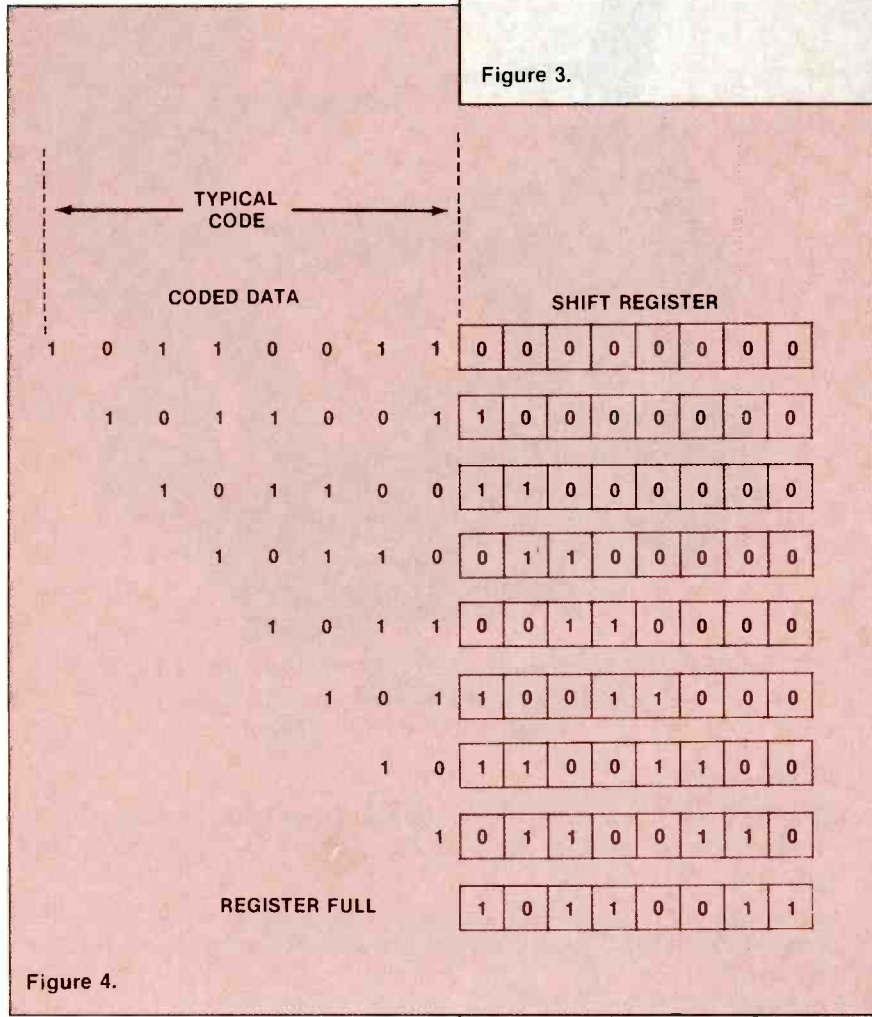 Figure 3.
TYPICAL
CODE
CODED DATA SHIFT REGISTER
1 0 1 1 0 0 1 1 0 0 0 0 0 0 0 0
1 0 1 1 0 0 1 1 0 0 0 0 0 0 0
1 0 1 1 0 0 1 1 0 0 0 0 0 0
1 0 1 1 0 0 1 1 0 0 0 0 0
1 0 1 1 0 0 1 1 0 0 0 0
1 0 1 1 0 0 1 1 0 0 0
1 0 1 1 0 0 1 1 0 0
1 0 1 1 0 0 1 1 0
REGISTER FULL 1 0 1 1 0 0 1 1
Figure 4.